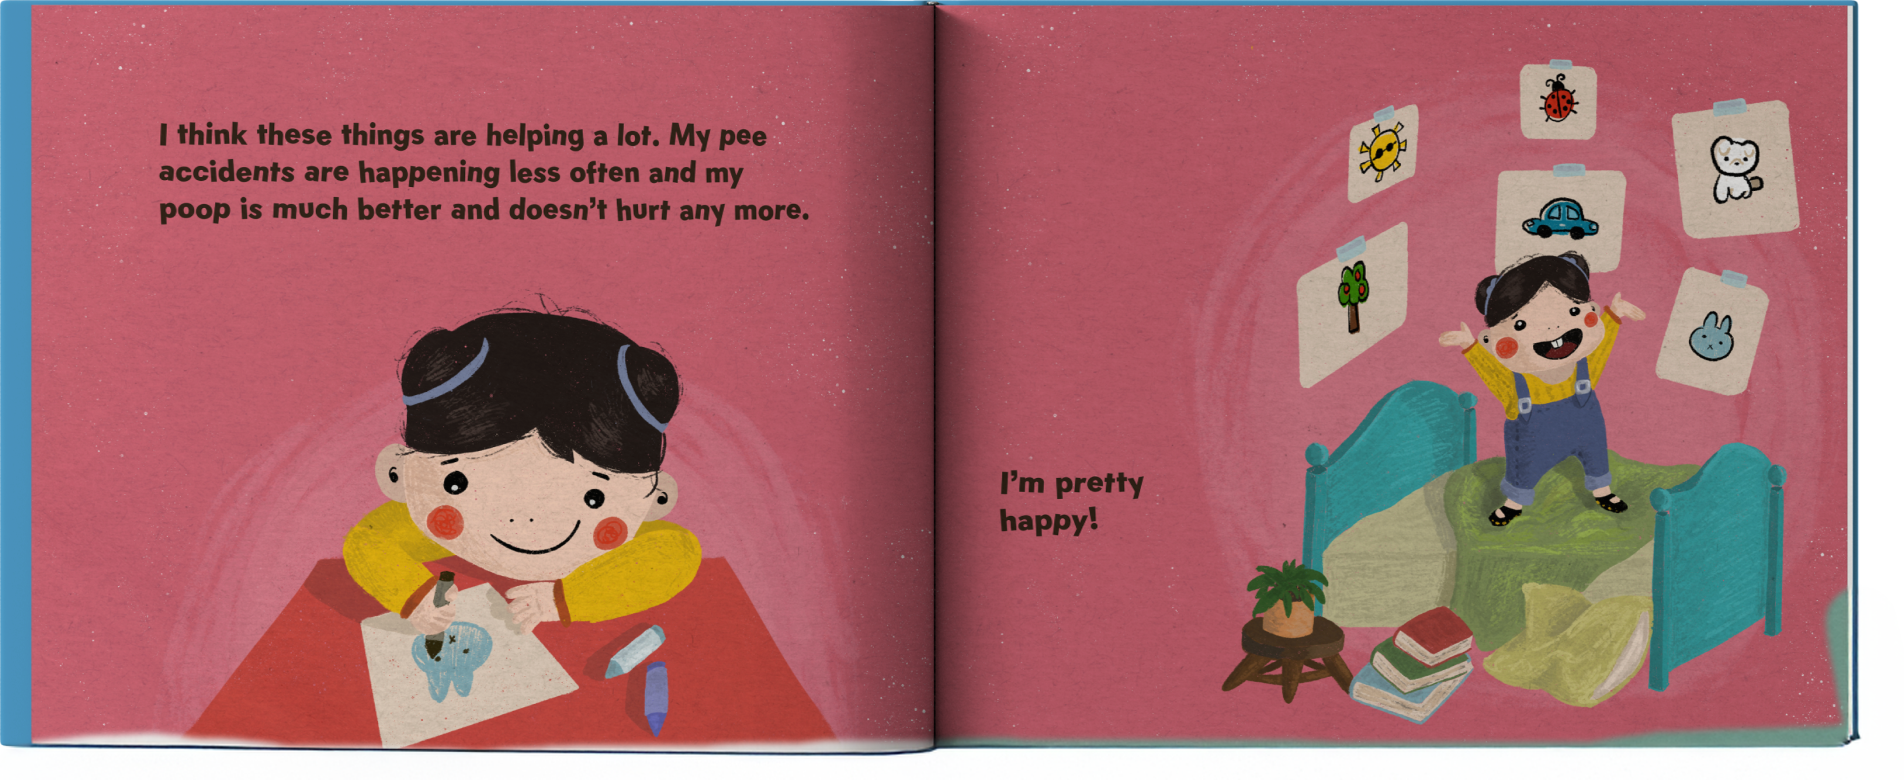 I think these things are helping a lot. My pee
accidents are happening less often and my
poop is much better and doesn't hurt any more.
I'm pretty
happy!